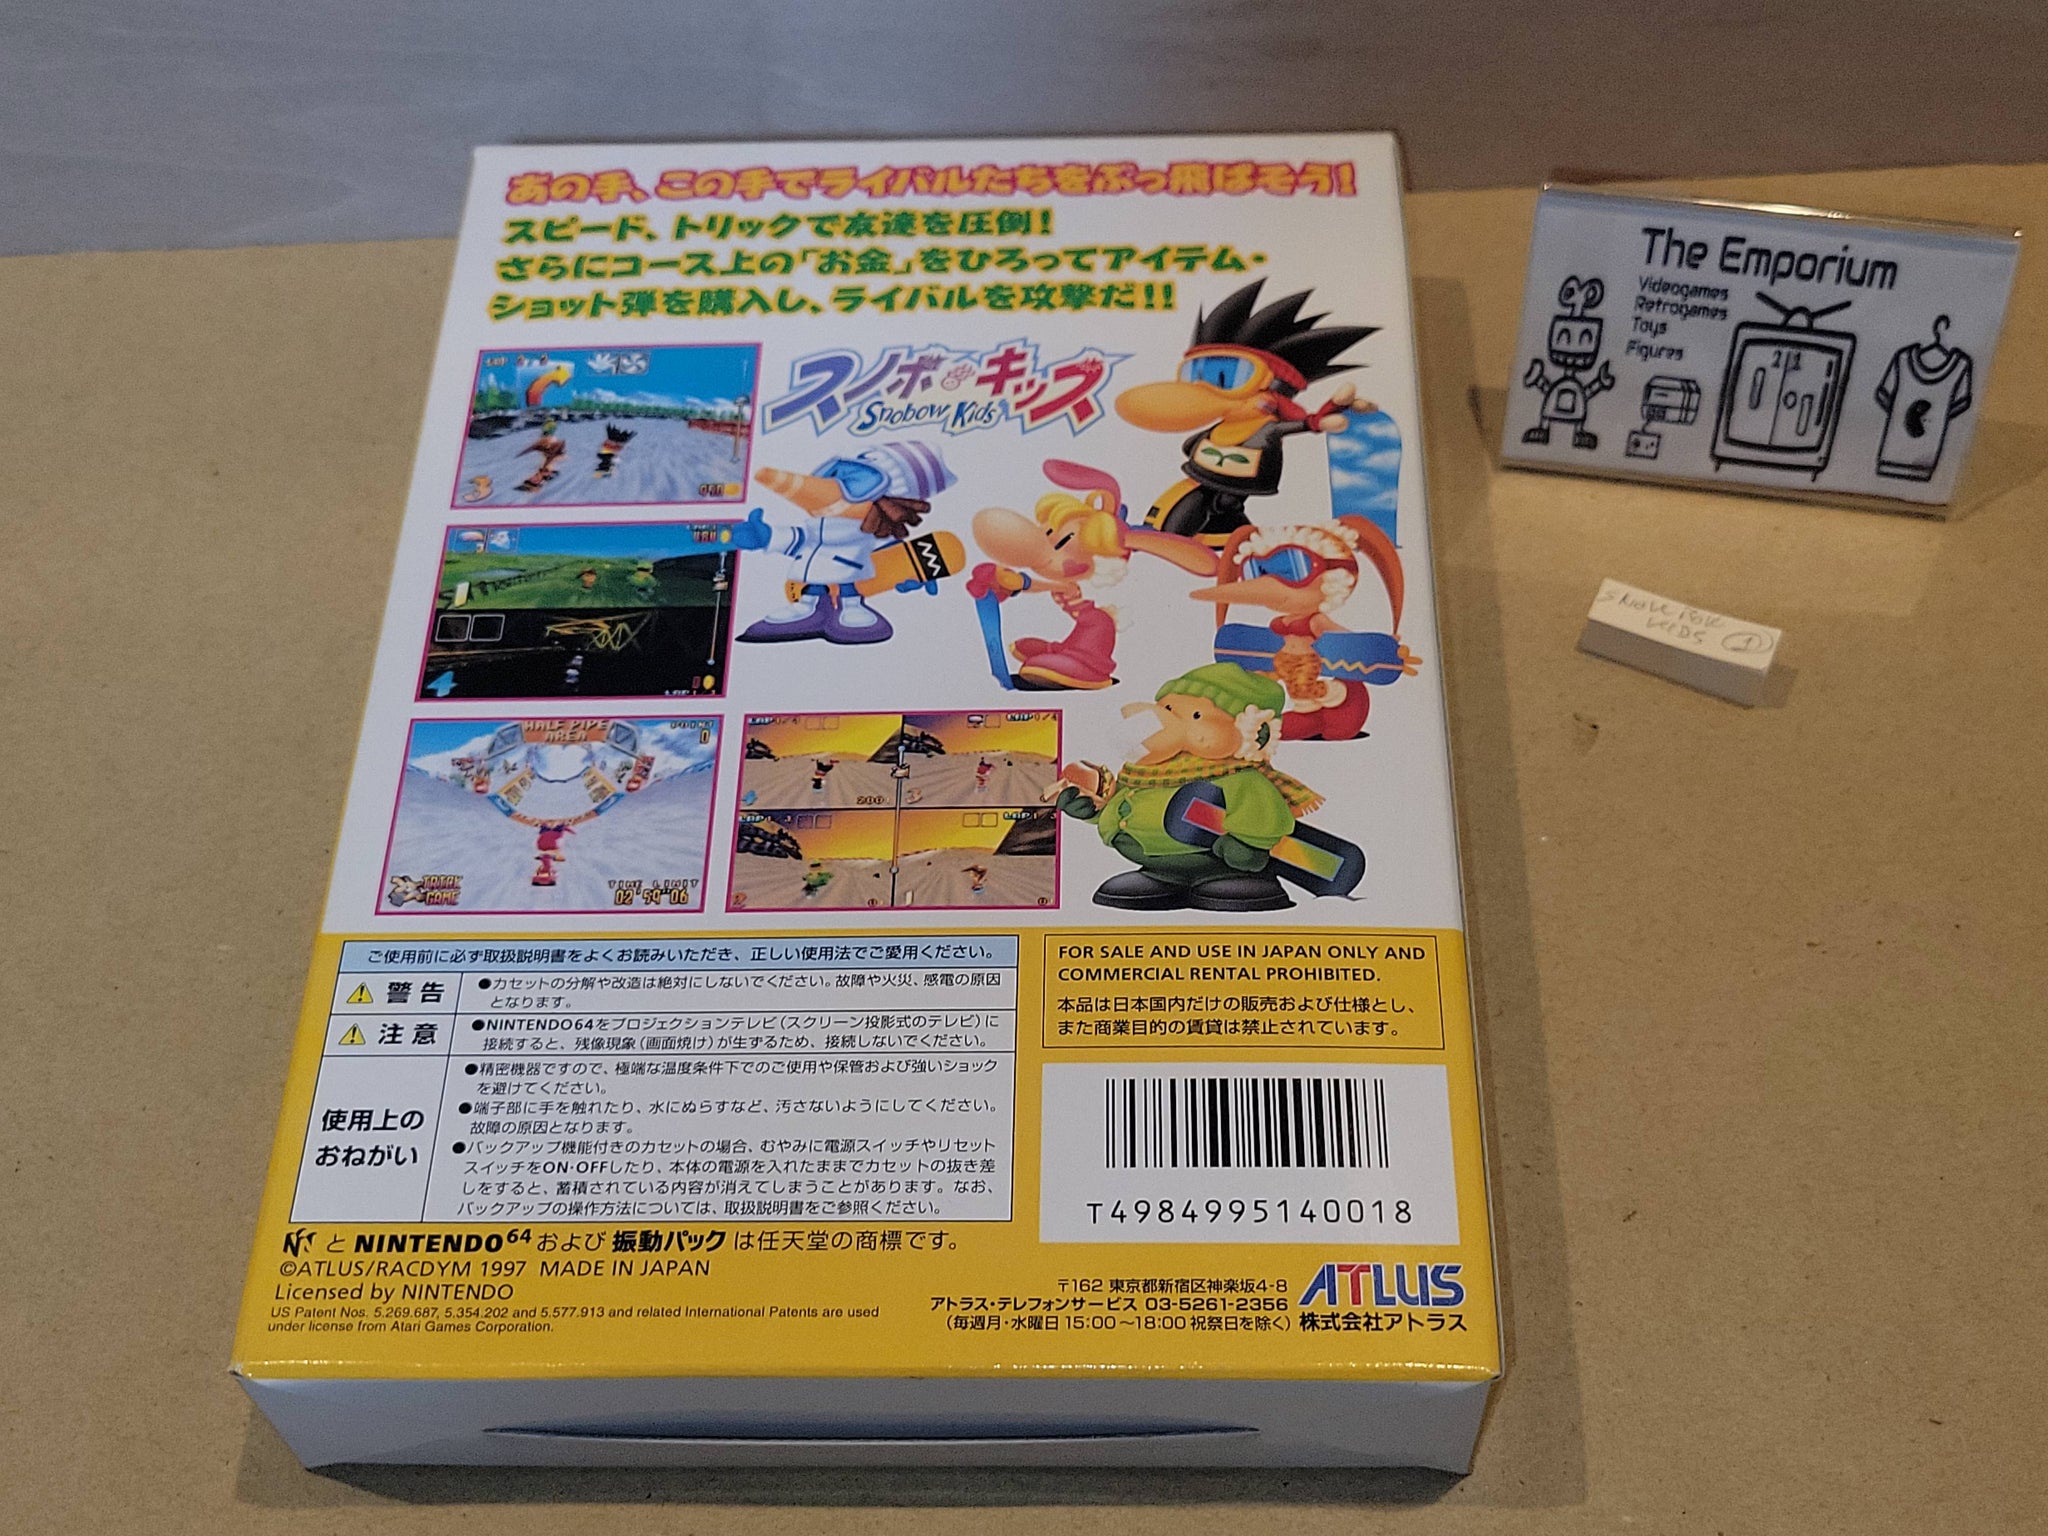 あの手、この手でライバルたちをぶっ飛ばそう!
スピード、トリックで友達を圧倒!
さらにコース上の「お金」をひろってアイテム・
ショット弾を購入し、ライバルを攻撃だ!!
スノボキッズ
Snobow Kids
HALF PIPE
AREA
POINT
0
TRICK
GAME
TIME LIMIT
02'59"06
LAP 1/4
LAP 1/4
200
3
LAP 1/3
LAP 1/3
3
4
ご使用前に必ず取扱説明書をよくお読みいただき、正しい使用法でご愛用ください。
警告
●カセットの分解や改造は絶対にしないでください。故障や火災、感電の原因
となります。
注意
●NINTENDO64をプロジェクションテレビ(スクリーン投影式のテレビ)に
接続すると、残像現象(画面焼け)が生ずるため、接続しないでください。
使用上の
おねがい
●精密機器ですので、極端な温度条件下でのご使用や保管および強いショック
を避けてください。
●端子部に手を触れたり、水にぬらすなど、汚さないようにしてください。
故障の原因となります。
●バックアップ機能付きのカセットの場合、むやみに電源スイッチやリセット
スイッチをON・OFFしたり、本体の電源を入れたままでカセットの抜き差
しをすると、蓄積されている内容が消えてしまうことがあります。なお、
バックアップの操作方法については、取扱説明書をご参照ください。
FOR SALE AND USE IN JAPAN ONLY AND
COMMERCIAL RENTAL PROHIBITED.
本品は日本国内だけの販売および仕様とし、
また商業目的の賃貸は禁止されています。
T4984995140018
と NINTENDO64 および 振動パック は任天堂の商標です。
©ATLUS/RACDYM 1997 MADE IN JAPAN
Licensed by NINTENDO
US Patent Nos. 5.269.687, 5.354.202 and 5.577.913 and related International Patents are used
under license from Atari Games Corporation.
〒162 東京都新宿区神楽坂4-8
アトラス・テレフォンサービス 03-5261-2356
(毎週月・水曜日 15:00〜18:00 祝祭日を除く)
ATLUS
株式会社アトラス
The Emporium
Videogames
Retrogames
Toys
Figures
KIDS
1